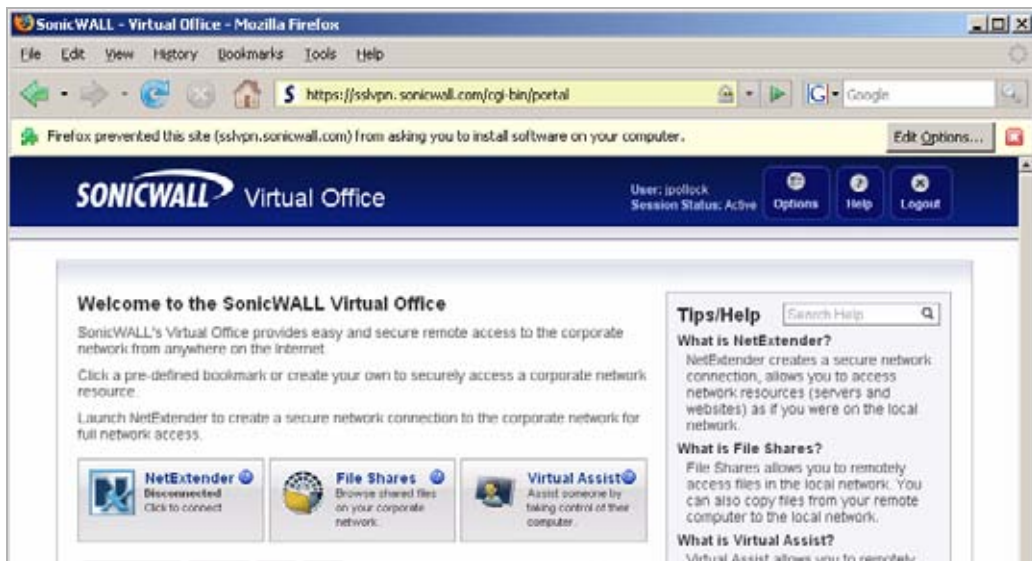 SonicWALL - Virtual Office - Mozilla Firefox
File Edit View History Bookmarks Tools Help
https://sslvpn.sonicwall.com/cgi-bin/portal
Google
Firefox prevented this site (sslvpn.sonicwall.com) from asking you to install software on your computer.
Edit Options...
SONICWALL Virtual Office
User: jpollock
Session Status: Active
Options
Help
Logout
Welcome to the SonicWALL Virtual Office
SonicWALL's Virtual Office provides easy and secure remote access to the corporate
network from anywhere on the Internet
Click a pre-defined bookmark or create your own to securely access a corporate network
resource.
Launch NetExtender to create a secure network connection to the corporate network for
full network access.
NetExtender
Disconnected
Click to connect
File Shares
Browse shared files
on your corporate
network.
Virtual Assist
Assist someone by
taking control of their
computer.
Tips/Help
Search Help
What is NetExtender?
NetExtender creates a secure network
connection, allows you to access
network resources (servers and
websites) as if you were on the local
network.
What is File Shares?
File Shares allows you to remotely
access files in the local network. You
can also copy files from your remote
computer to the local network.
What is Virtual Assist?
Virtual Assist allows you to remotely